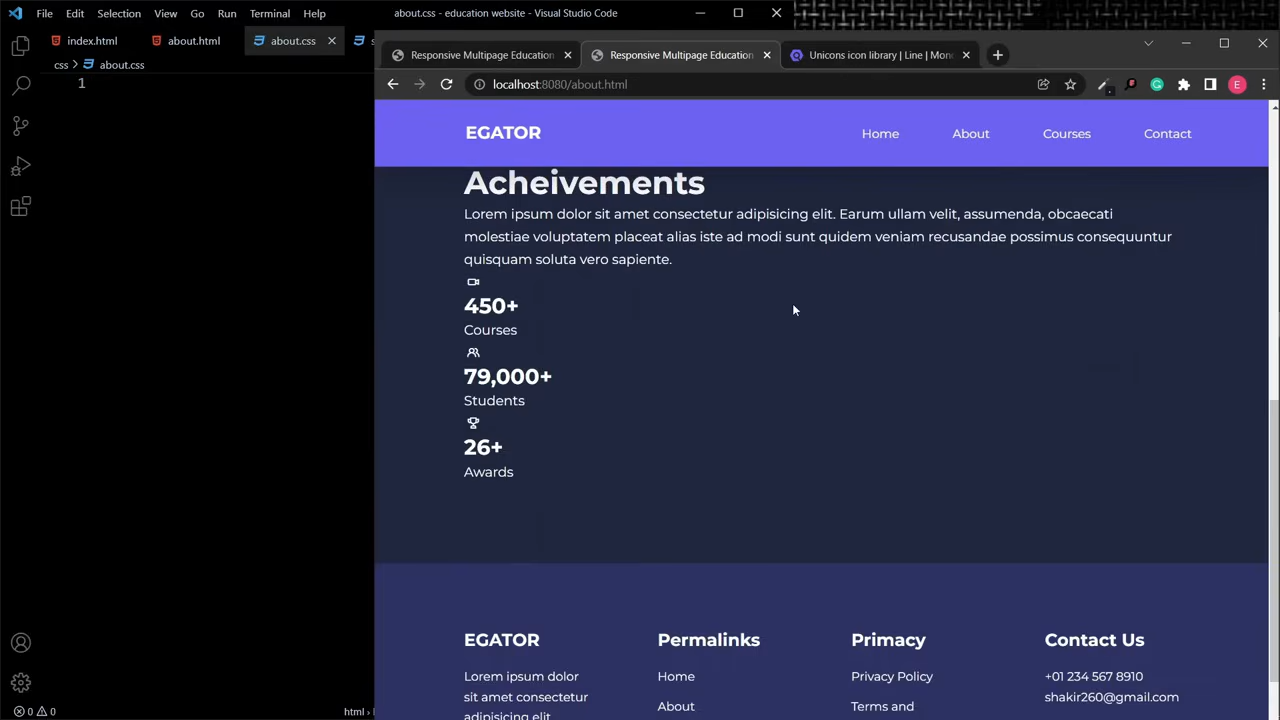 File Edit Selection View Go Run Terminal Help
about.css - education website - Visual Studio Code
index.html
about.html
about.css
css > about.css
1
0 0
html
Responsive Multipage Education
Responsive Multipage Education
Unicons icon library | Line | Mon
localhost:8080/about.html
E
EGATOR
Home
About
Courses
Contact
Acheivements
Lorem ipsum dolor sit amet consectetur adipisicing elit. Earum ullam velit, assumenda, obcaecati
molestiae voluptatem placeat alias iste ad modi sunt quidem veniam recusandae possimus consequuntur
quisquam soluta vero sapiente.
450+
Courses
79,000+
Students
26+
Awards
EGATOR
Permalinks
Primacy
Contact Us
Lorem ipsum dolor
Home
Privacy Policy
+01 234 567 8910
sit amet consectetur
shakir260@gmail.com
About
Terms and
adipisicing elit.